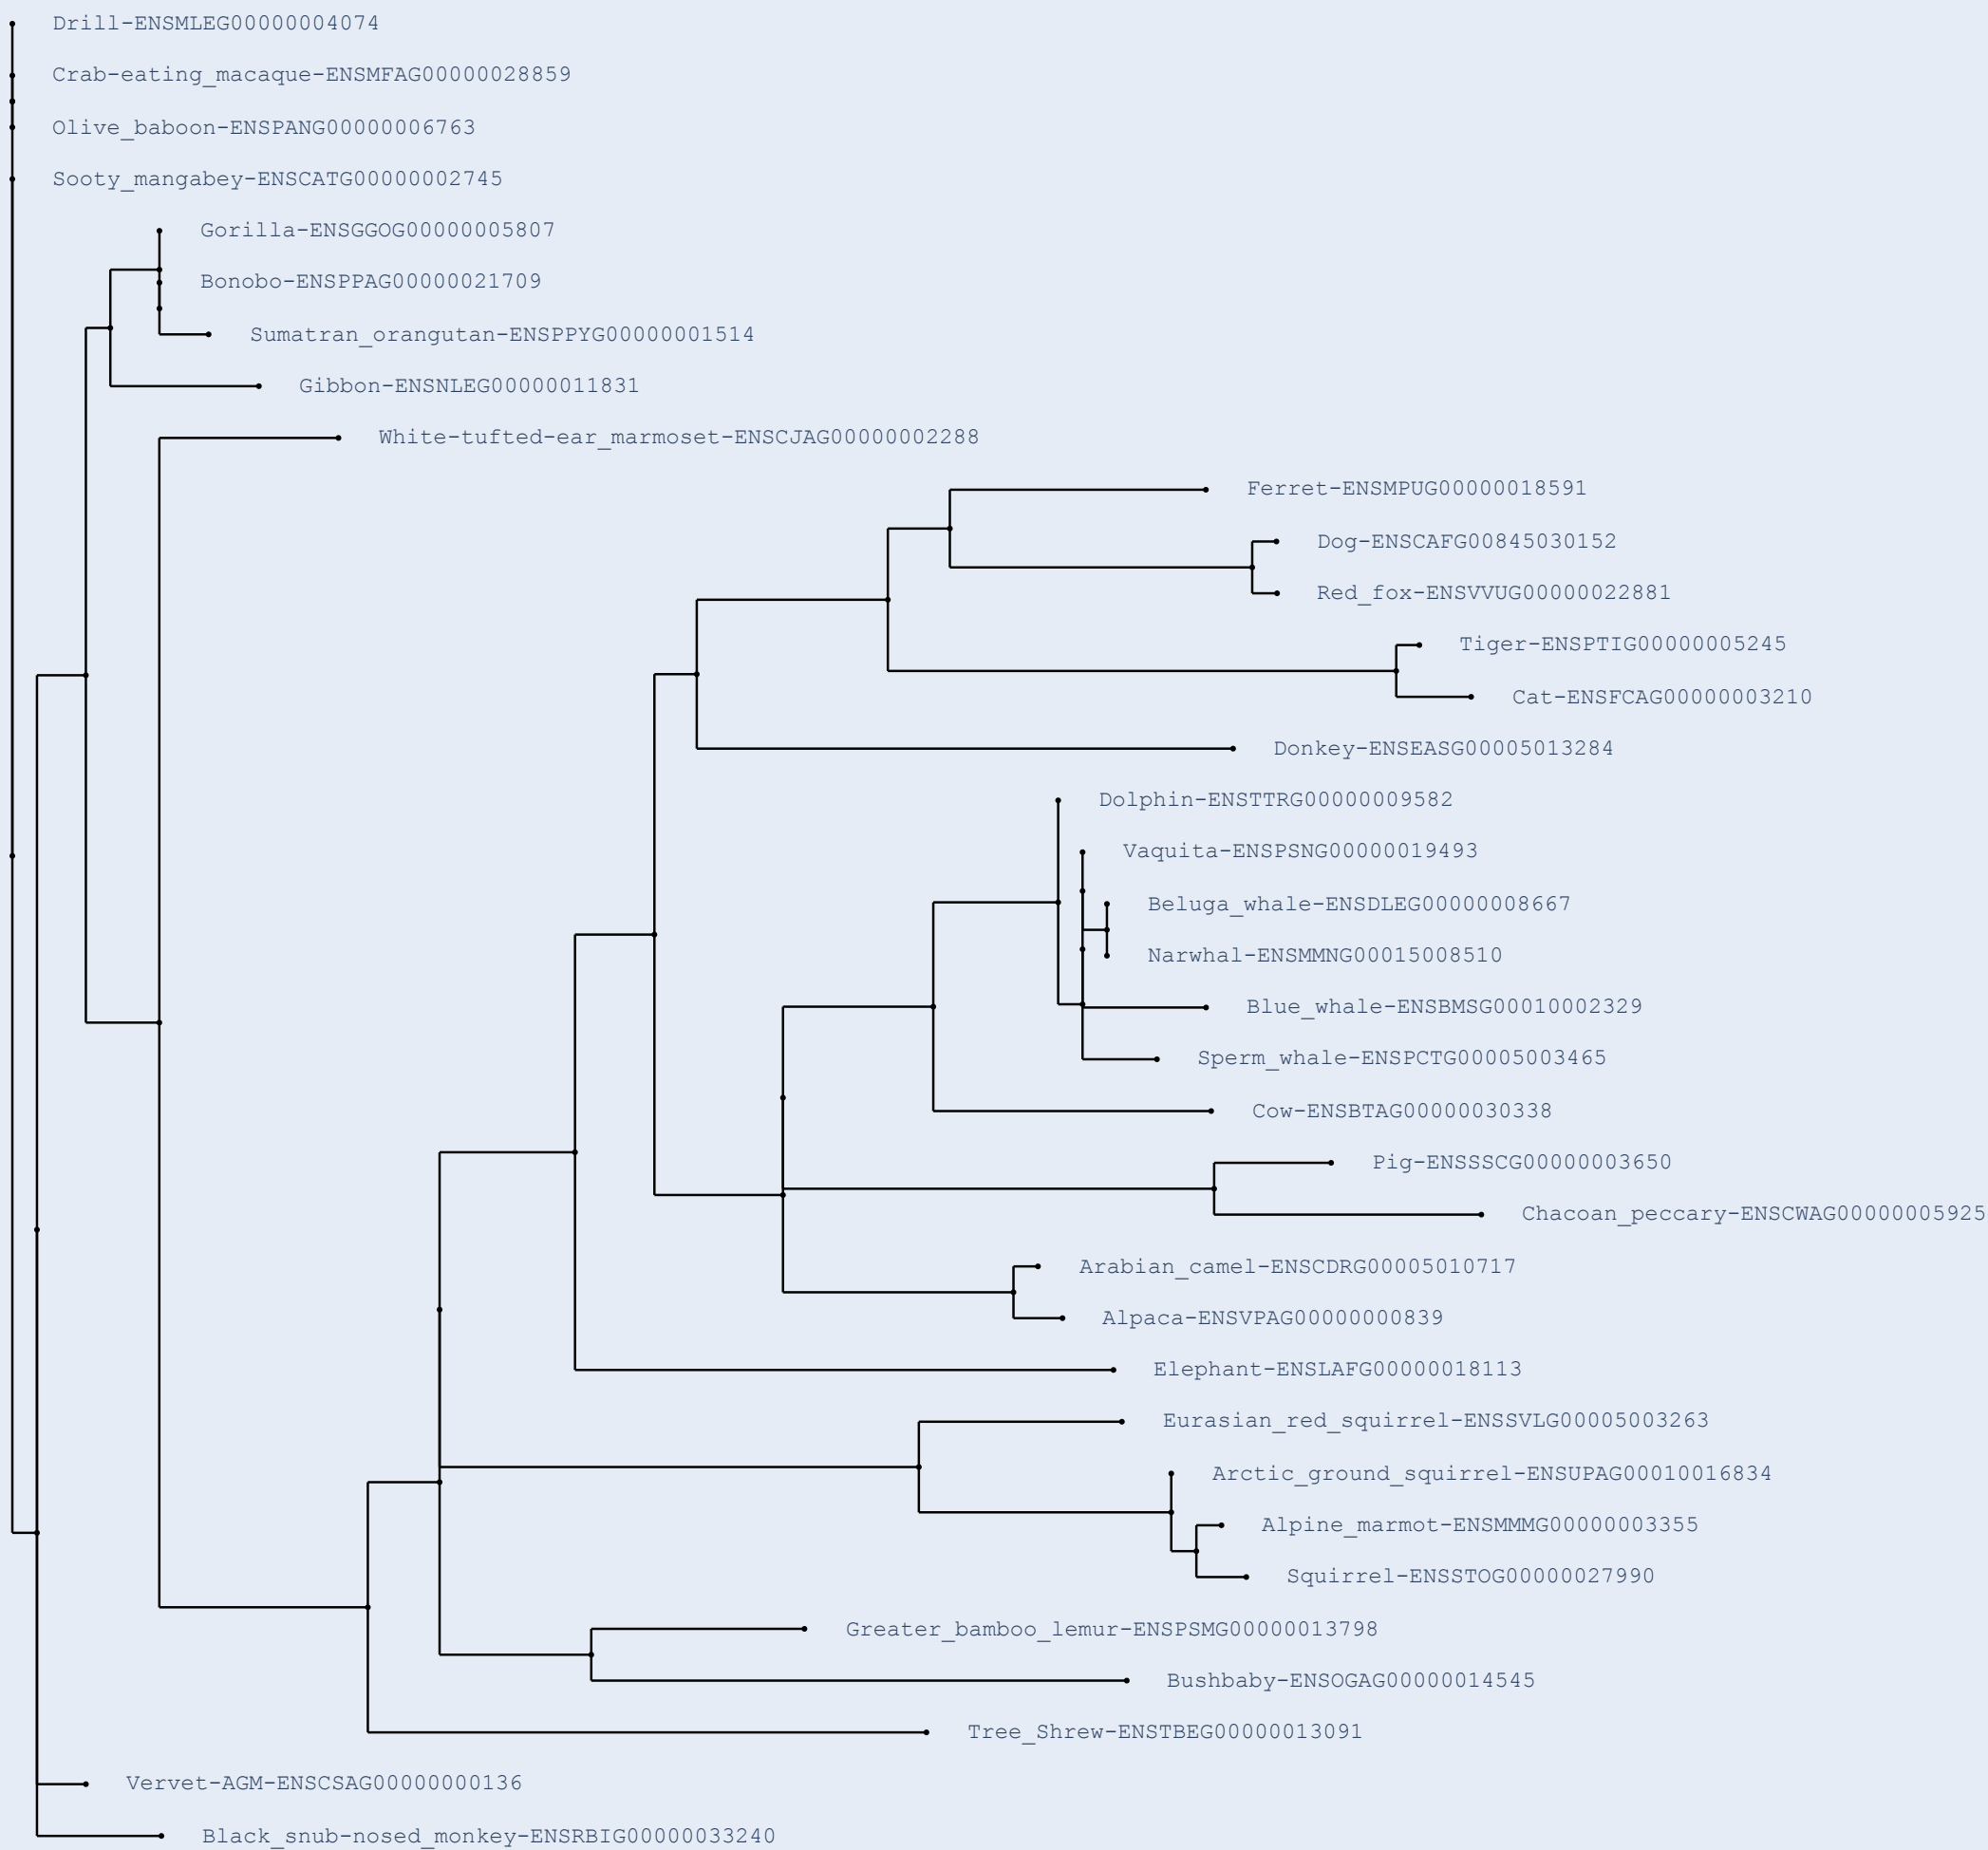 Drill-ENSMLEG00000004074
Crab-eating_macaque-ENSMFAG00000028859
Olive_baboon-ENSPANG00000006763
Sooty_mangabey-ENSCATG00000002745
Gorilla-ENSGGOG00000005807
Bonobo-ENSPPAG00000021709
Sumatran_orangutan-ENSPPYG00000001514
Gibbon-ENSNLEG00000011831
White-tufted-ear_marmoset-ENSCJAG00000002288
Ferret-ENSMPUG00000018591
Dog-ENSCAFG00845030152
Red_fox-ENSVVUG00000022881
Tiger-ENSPTIG00000005245
Cat-ENSFCAG00000003210
Donkey-ENSEASG00005013284
Dolphin-ENSTTRG00000009582
Vaquita-ENSPSNG00000019493
Beluga_whale-ENSDLEG00000008667
Narwhal-ENSMMNG00015008510
Blue_whale-ENSBMSG00010002329
Sperm_whale-ENSPCTG00005003465
Cow-ENSBTAG00000030338
Pig-ENSSSCG00000003650
Chacoan_peccary-ENSCWAG00000005925
Arabian_camel-ENSCDRG00005010717
Alpaca-ENSVPAG00000000839
Elephant-ENSLAFG00000018113
Eurasian_red_squirrel-ENSSVLG00005003263
Arctic_ground_squirrel-ENSUPAG00010016834
Alpine_marmot-ENSMMMG00000003355
Squirrel-ENSSTOG00000027990
Greater_bamboo_lemur-ENSPSMG00000013798
Bushbaby-ENSOGAG00000014545
Tree_Shrew-ENSTBEG00000013091
Vervet-AGM-ENSCSAG00000000136
Black_snub-nosed_monkey-ENSRBIG00000033240